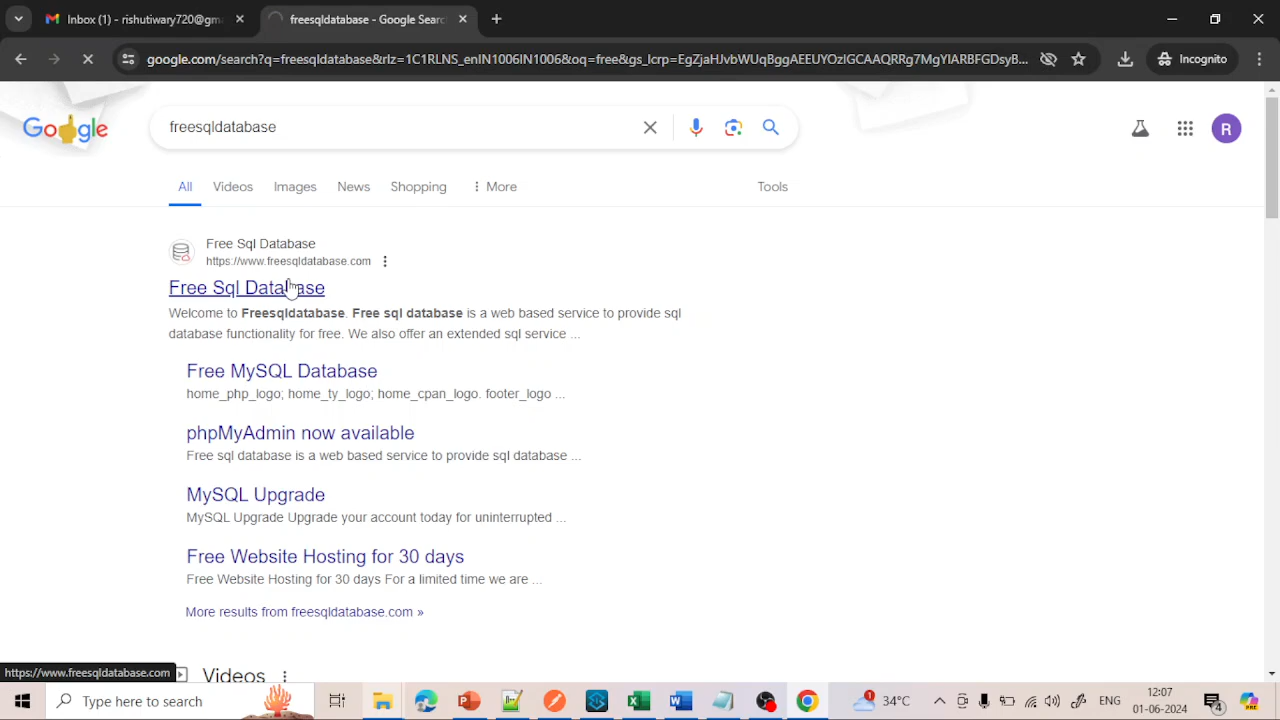 Inbox (1) - rishutiwary720@gma
freesqldatabase - Google Searc
google.com/search?q=freesqldatabase&rlz=1C1RLNS_enIN1006IN1006&oq=free&gs_lcrp=EgZjaHJvbWUqBggAEEUYOzIGCAAQRRg7MgYIARBFGDsyB...
Incognito
Google
freesqldatabase
R
All
Videos
Images
News
Shopping
More
Tools
Free Sql Database
https://www.freesqldatabase.com
Free Sql Database
Welcome to Freesqldatabase. Free sql database is a web based service to provide sql
database functionality for free. We also offer an extended sql service ...
Free MySQL Database
home_php_logo; home_ty_logo; home_cpan_logo. footer_logo ...
phpMyAdmin now available
Free sql database is a web based service to provide sql database ...
MySQL Upgrade
MySQL Upgrade Upgrade your account today for uninterrupted ...
Free Website Hosting for 30 days
Free Website Hosting for 30 days For a limited time we are ...
More results from freesqldatabase.com »
https://www.freesqldatabase.com
Videos
Type here to search
34°C
ENG
12:07
01-06-2024
4